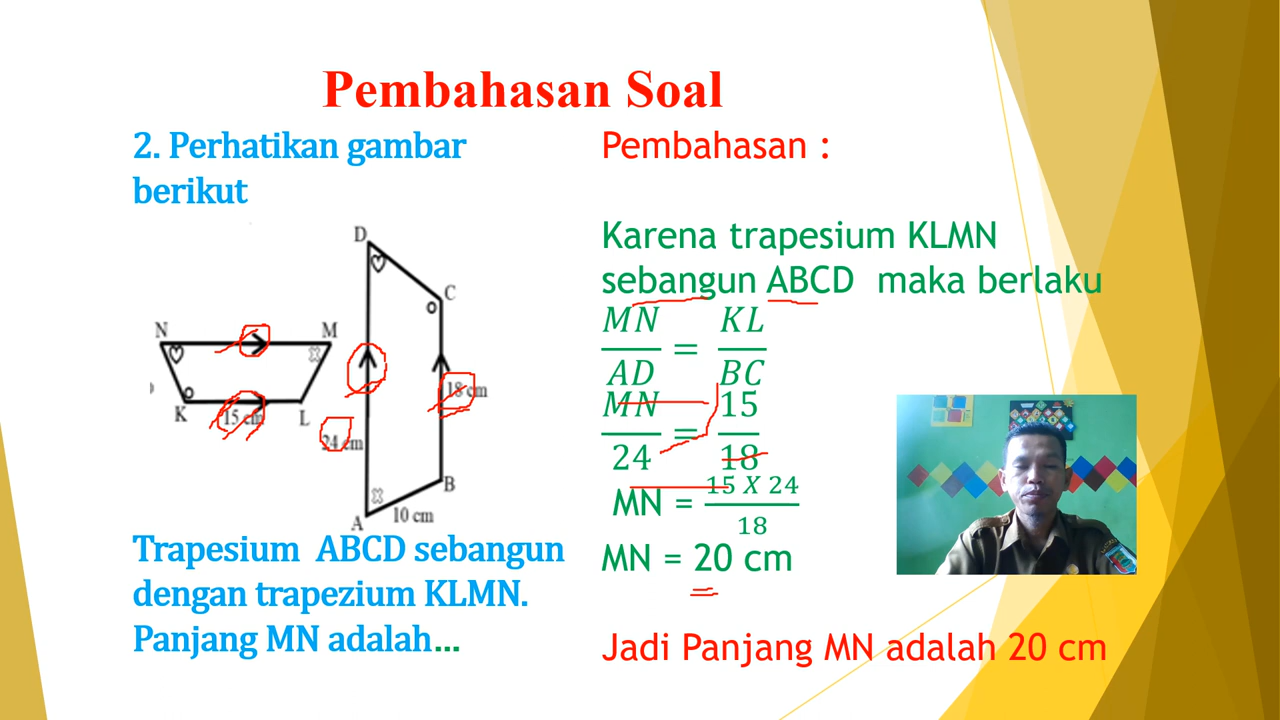 Pembahasan Soal
2. Perhatikan gambar
berikut
D
C
N
M
K
15 cm
L
18 cm
24 cm
B
A
10 cm
Trapesium ABCD sebangun
dengan trapezium KLMN.
Panjang MN adalah...
Pembahasan :
Karena trapesium KLMN
sebangun ABCD maka berlaku
MN/AD = KL/BC
MN/24 = 15/18
MN = 15 X 24/18
MN = 20 cm
Jadi Panjang MN adalah 20 cm